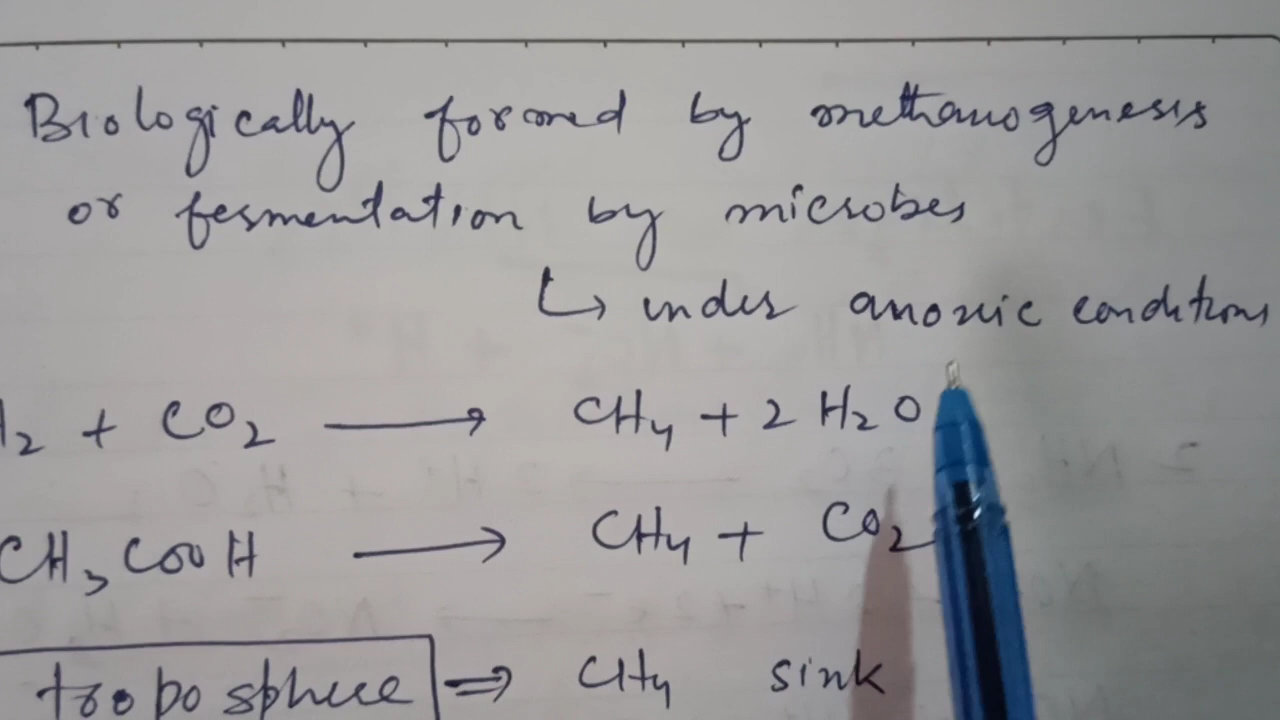 Biologically formed by methanogenesis
or fermentation by microbes
↳ under anoxic conditions
H₂ + CO₂ ⟶ CH₄ + 2 H₂O
CH₃COOH ⟶ CH₄ + CO₂
troposphere ⇒ CH₄ sink